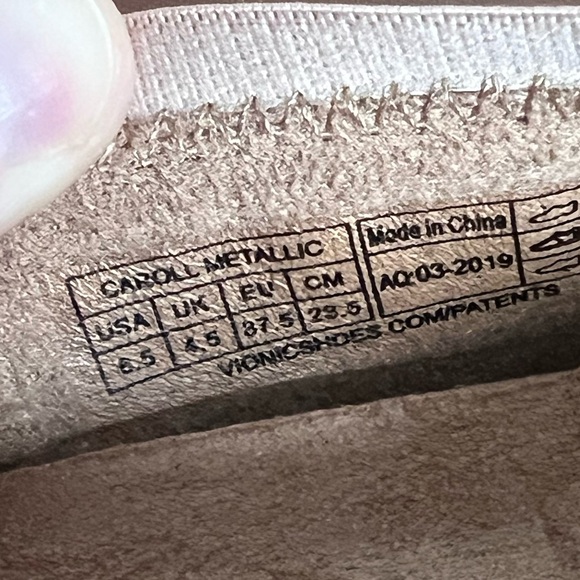 CAROLL METALLIC
USA UK EU CM
6.5 4.5 37.5 23.5
Made in China
AQ:03-2019
VIONICSHOES.COM/PATENTS